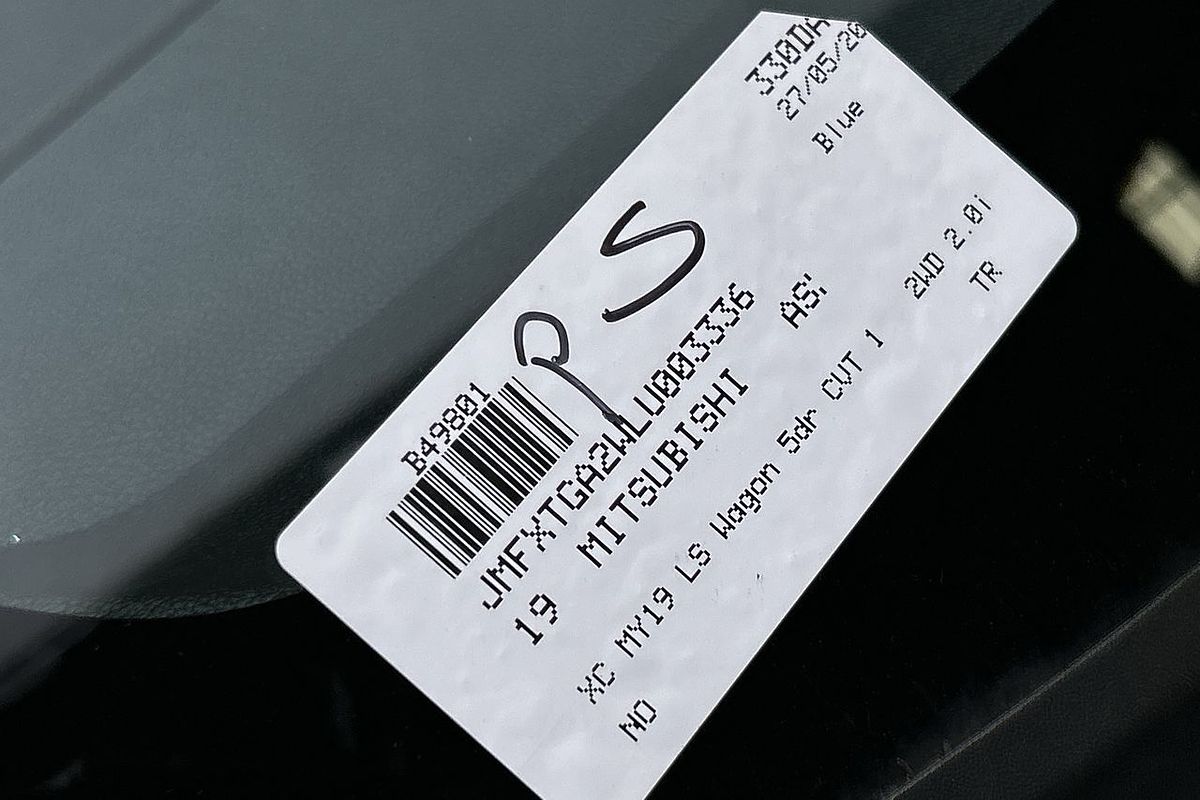 330DA
27/05/20
Blue
P S
B49801
JMFXTGA2WLU003336
19 MITSUBISHI AS
XC MY19 LS Wagon 5dr CVT 1 2WD 2.0i
NO TR